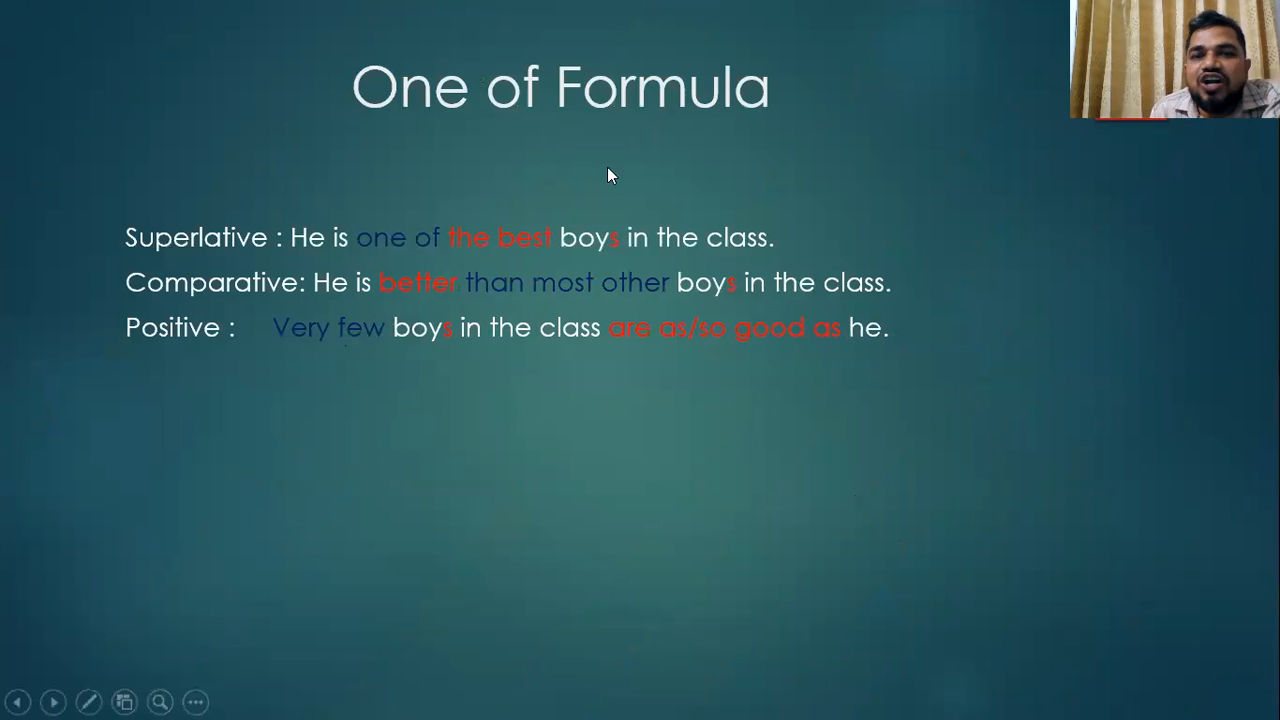 One of Formula
Superlative : He is one of the best boys in the class.
Comparative: He is better than most other boys in the class.
Positive : Very few boys in the class are as/so good as he.